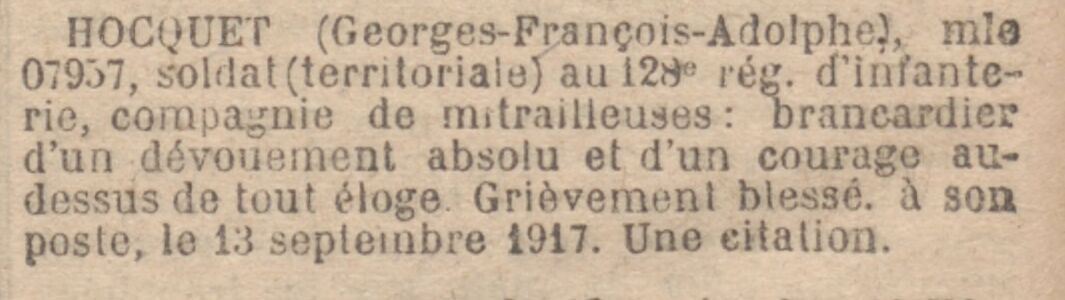 HOCQUET (Georges-François-Adolphe), mle
07957, soldat (territoriale) au 128e rég. d'infante-
rie, compagnie de mitrailleuses : brancardier
d'un dévouement absolu et d'un courage au-
dessus de tout éloge. Grièvement blessé. à son
poste, le 13 septembre 1917. Une citation.